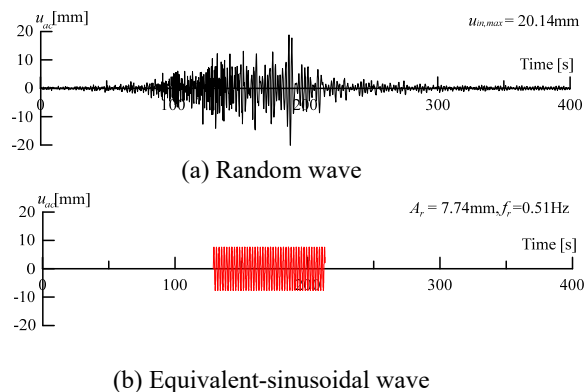 u_ac[mm]
u_in,max = 20.14mm
20
10
Time [s]
0
0 100 200 300 400
-10
-20
(a) Random wave
u_ac[mm]
A_r = 7.74mm, f_r=0.51Hz
20
10
Time [s]
0
0 100 200 300 400
-10
-20
(b) Equivalent-sinusoidal wave